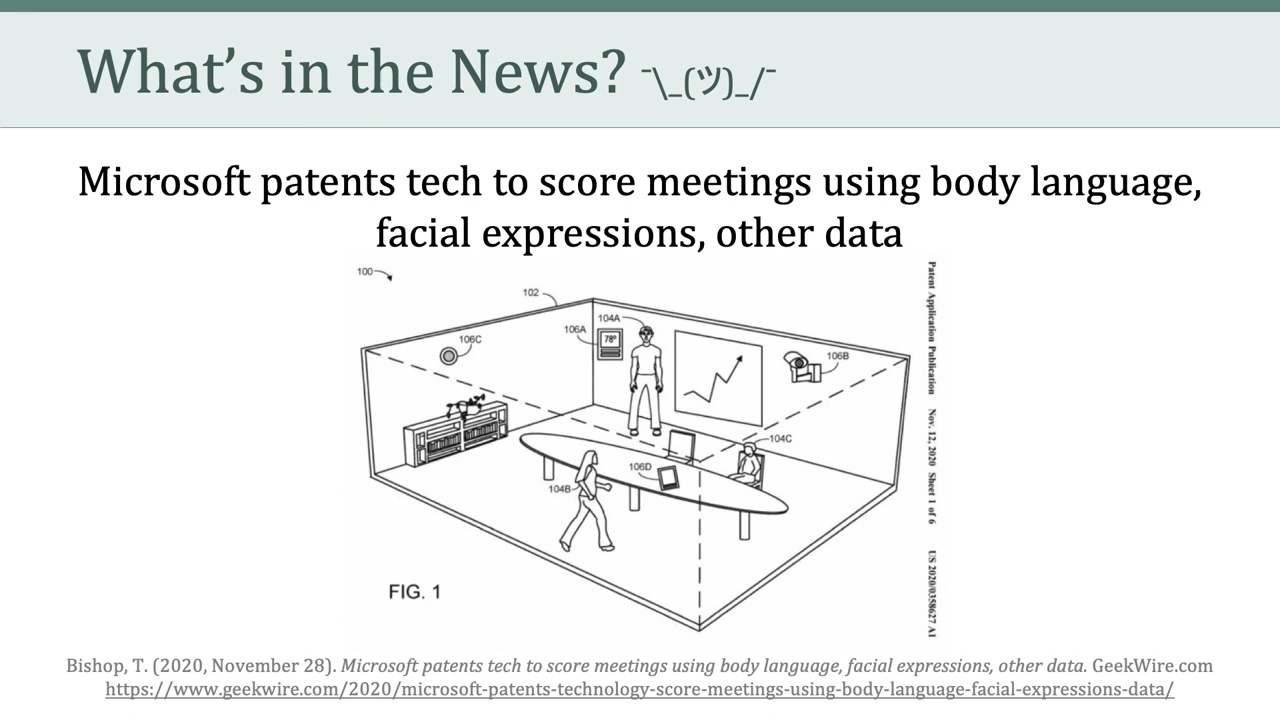 What's in the News? ¯\_(ツ)_/¯
Microsoft patents tech to score meetings using body language,
facial expressions, other data
100
102
104A
106A
78º
106C
106B
104C
106D
104B
FIG. 1
Patent Application Publication Nov. 12, 2020 Sheet 1 of 6 US 2020/0358627 A1
Bishop, T. (2020, November 28). Microsoft patents tech to score meetings using body language, facial expressions, other data. GeekWire.com
https://www.geekwire.com/2020/microsoft-patents-technology-score-meetings-using-body-language-facial-expressions-data/